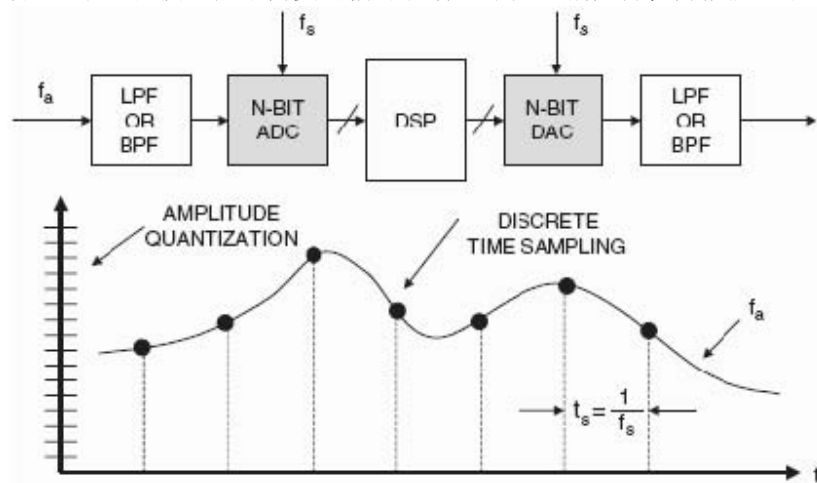 fs
fs
fa
LPF
OR
BPF
N-BIT
ADC
DSP
N-BIT
DAC
LPF
OR
BPF
AMPLITUDE
QUANTIZATION
DISCRETE
TIME SAMPLING
fa
ts = 1/fs
t